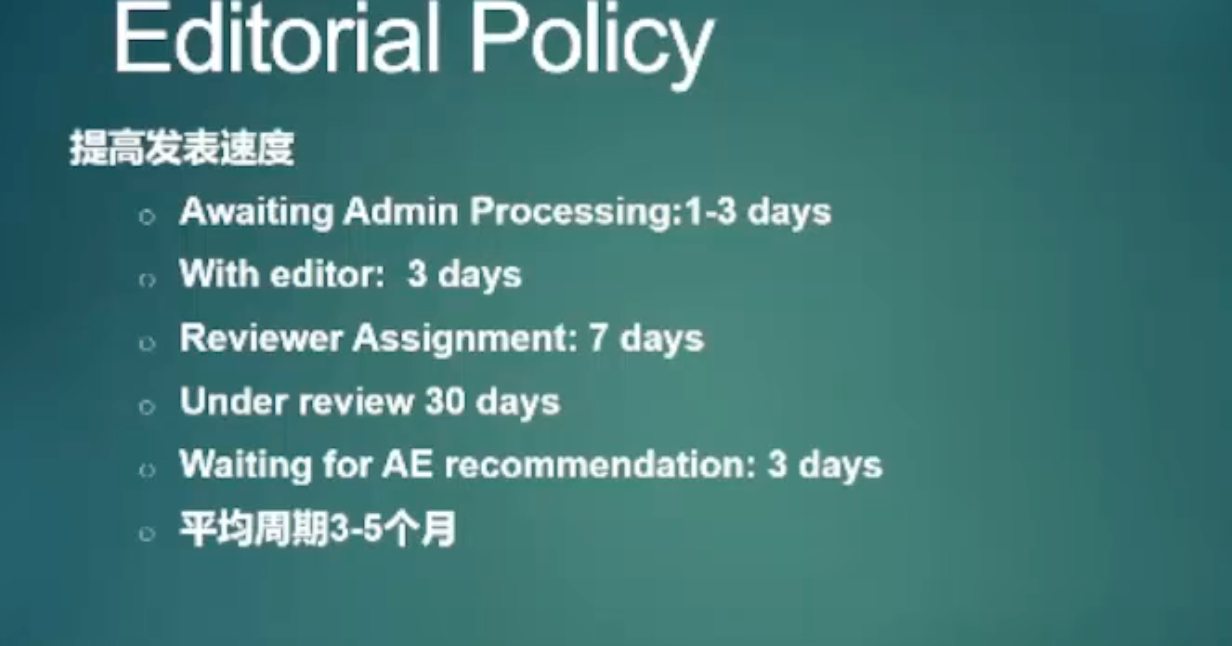 Editorial Policy
提高发表速度
Awaiting Admin Processing:1-3 days
With editor:  3 days
Reviewer Assignment: 7 days
Under review 30 days
Waiting for AE recommendation: 3 days
平均周期3-5个月